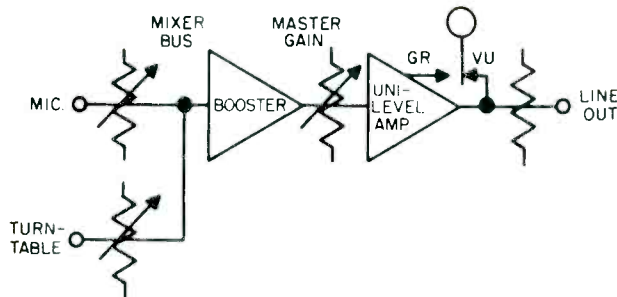 MIXER
BUS
MASTER
GAIN
GR
VU
MIC.
BOOSTER
UNI-
LEVEL
AMP
LINE
OUT
TURN-
TABLE